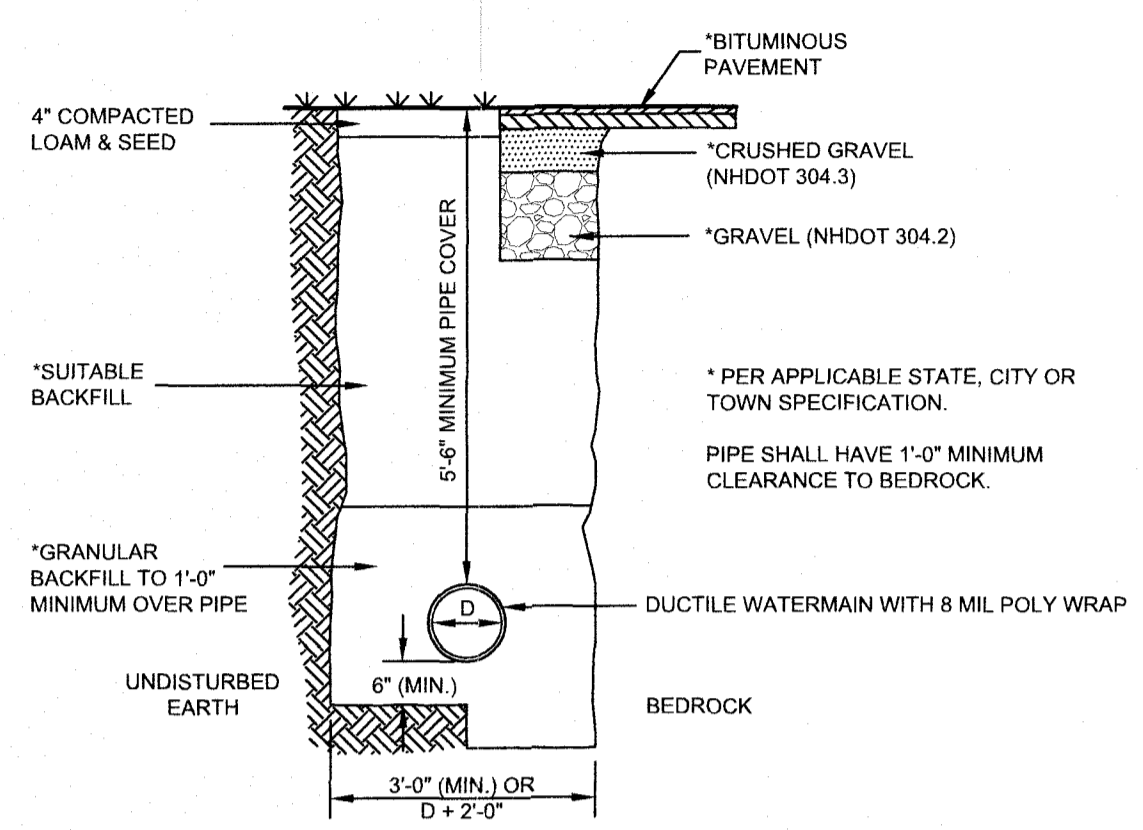 *BITUMINOUS
PAVEMENT
4" COMPACTED
LOAM & SEED
*CRUSHED GRAVEL
(NHDOT 304.3)
*GRAVEL (NHDOT 304.2)
5'-6" MINIMUM PIPE COVER
*SUITABLE
BACKFILL
* PER APPLICABLE STATE, CITY OR
TOWN SPECIFICATION.
PIPE SHALL HAVE 1'-0" MINIMUM
CLEARANCE TO BEDROCK.
*GRANULAR
BACKFILL TO 1'-0"
MINIMUM OVER PIPE
D
DUCTILE WATERMAIN WITH 8 MIL POLY WRAP
6" (MIN.)
UNDISTURBED
EARTH
BEDROCK
3'-0" (MIN.) OR
D + 2'-0"